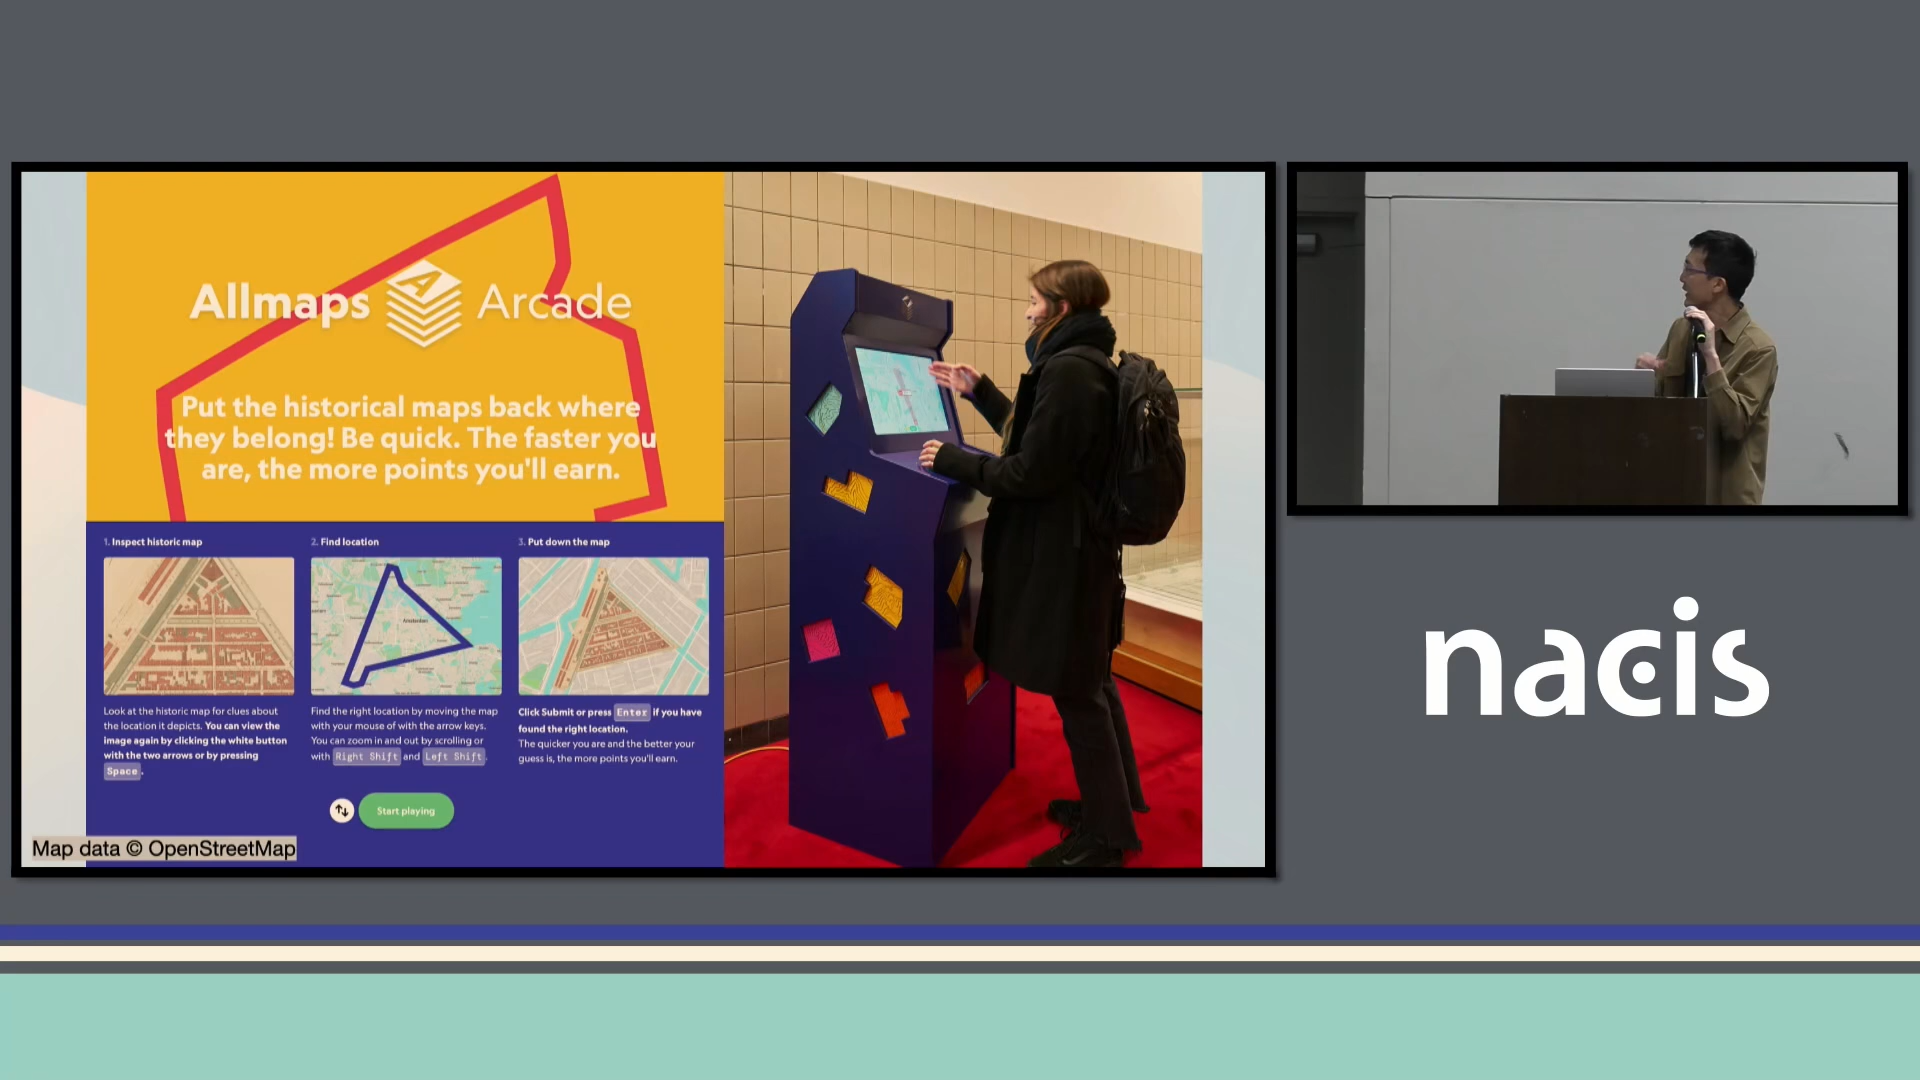 Allmaps Arcade
Put the historical maps back where
they belong! Be quick. The faster you
are, the more points you'll earn.
1. Inspect historic map
Look at the historic map for clues about
the location it depicts. You can view the
image again by clicking the white button
with the two arrows or by pressing
Space.
2. Find location
Amsterdam
Find the right location by moving the map
with your mouse of with the arrow keys.
You can zoom in and out by scrolling or
with Right Shift and Left Shift.
3. Put down the map
Click Submit or press Enter if you have
found the right location.
The quicker you are and the better your
guess is, the more points you'll earn.
Start playing
Map data © OpenStreetMap
nacis